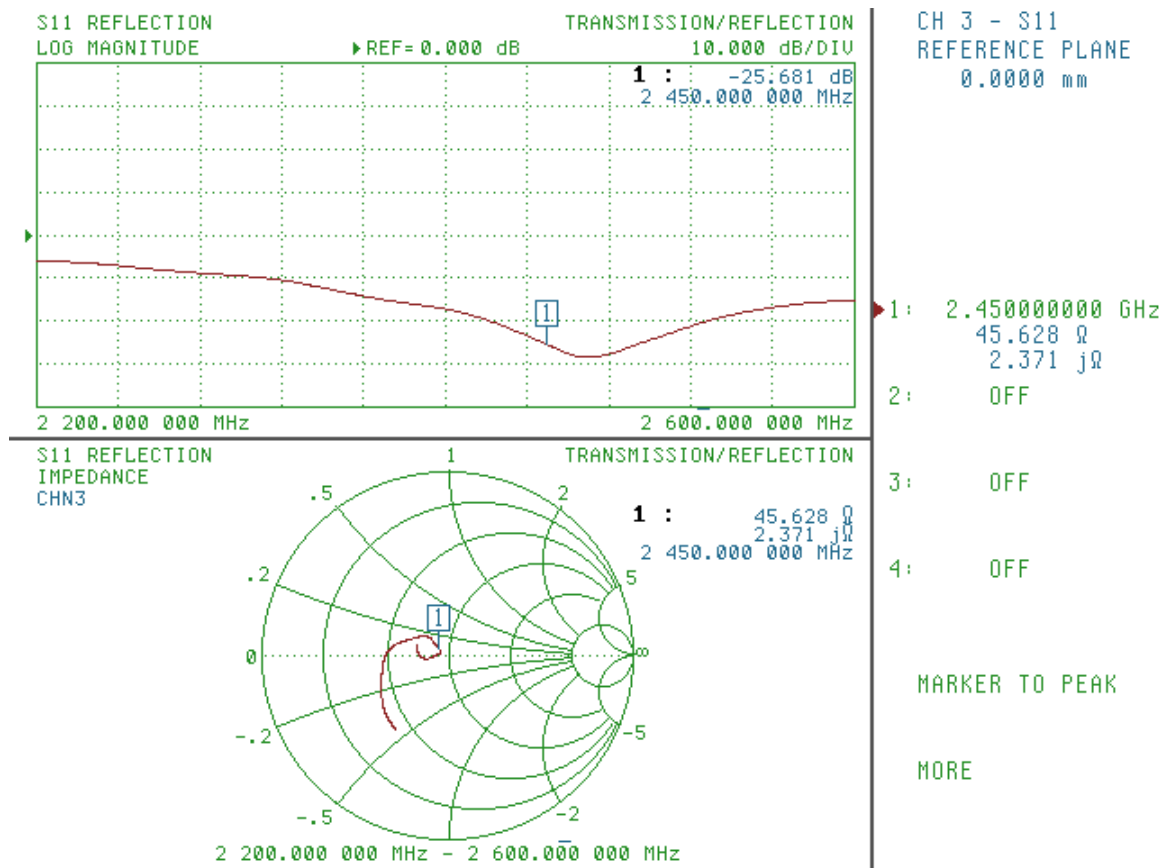 S11 REFLECTION
LOG MAGNITUDE
▶REF= 0.000 dB
TRANSMISSION/REFLECTION
10.000 dB/DIV
1 :
-25.681 dB
2 450.000 000 MHz
1
2 200.000 000 MHz
2 600.000 000 MHz
S11 REFLECTION
IMPEDANCE
CHN3
TRANSMISSION/REFLECTION
1 :
45.628 Ω
2.371 jΩ
2 450.000 000 MHz
1
.5
2
.2
5
1
0
∞
-.2
-5
-.5
-2
2 200.000 000 MHz - 2 600.000 000 MHz
CH 3 - S11
REFERENCE PLANE
0.0000 mm
1: 2.450000000 GHz
45.628 Ω
2.371 jΩ
2: OFF
3: OFF
4: OFF
MARKER TO PEAK
MORE